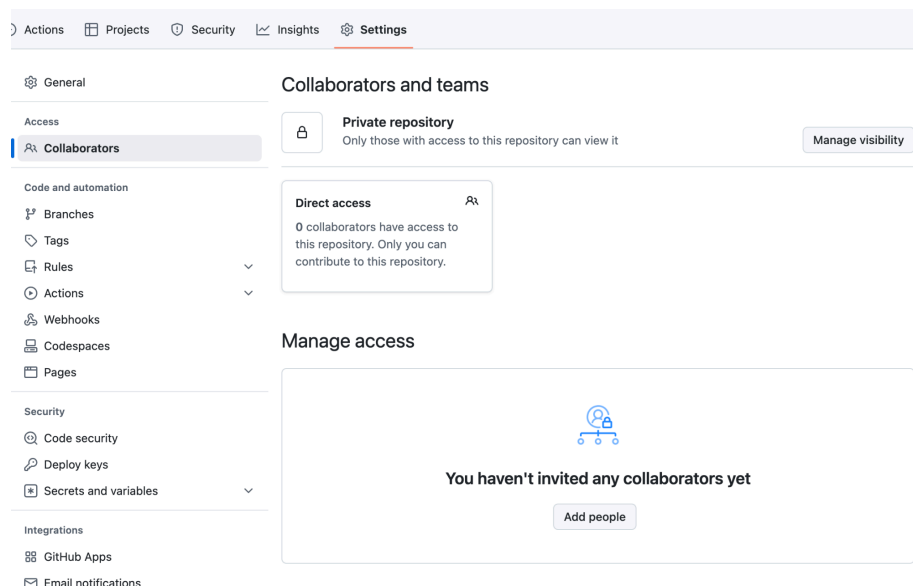 Actions
Projects
Security
Insights
Settings
General
Access
Collaborators
Code and automation
Branches
Tags
Rules
Actions
Webhooks
Codespaces
Pages
Security
Code security
Deploy keys
Secrets and variables
Integrations
GitHub Apps
Email notifications
Collaborators and teams
Private repository
Only those with access to this repository can view it
Manage visibility
Direct access
0 collaborators have access to
this repository. Only you can
contribute to this repository.
Manage access
You haven't invited any collaborators yet
Add people